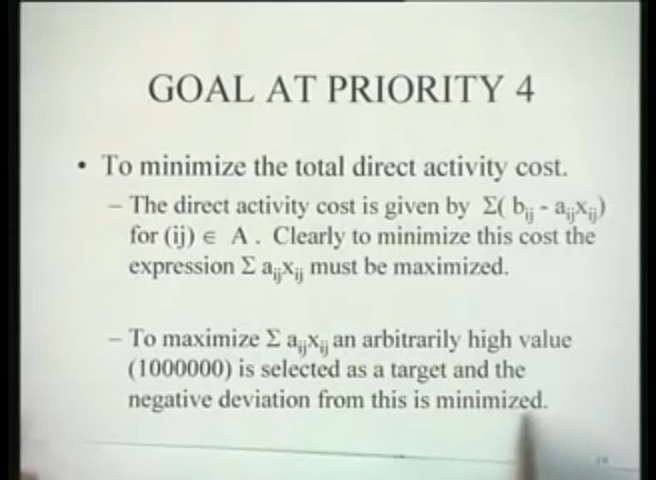 GOAL AT PRIORITY 4
• To minimize the total direct activity cost.
– The direct activity cost is given by Σ( bij - aijxij)
for (ij) ∈ A . Clearly to minimize this cost the
expression Σ aijxij must be maximized.
– To maximize Σ aijxij an arbitrarily high value
(1000000) is selected as a target and the
negative deviation from this is minimized.